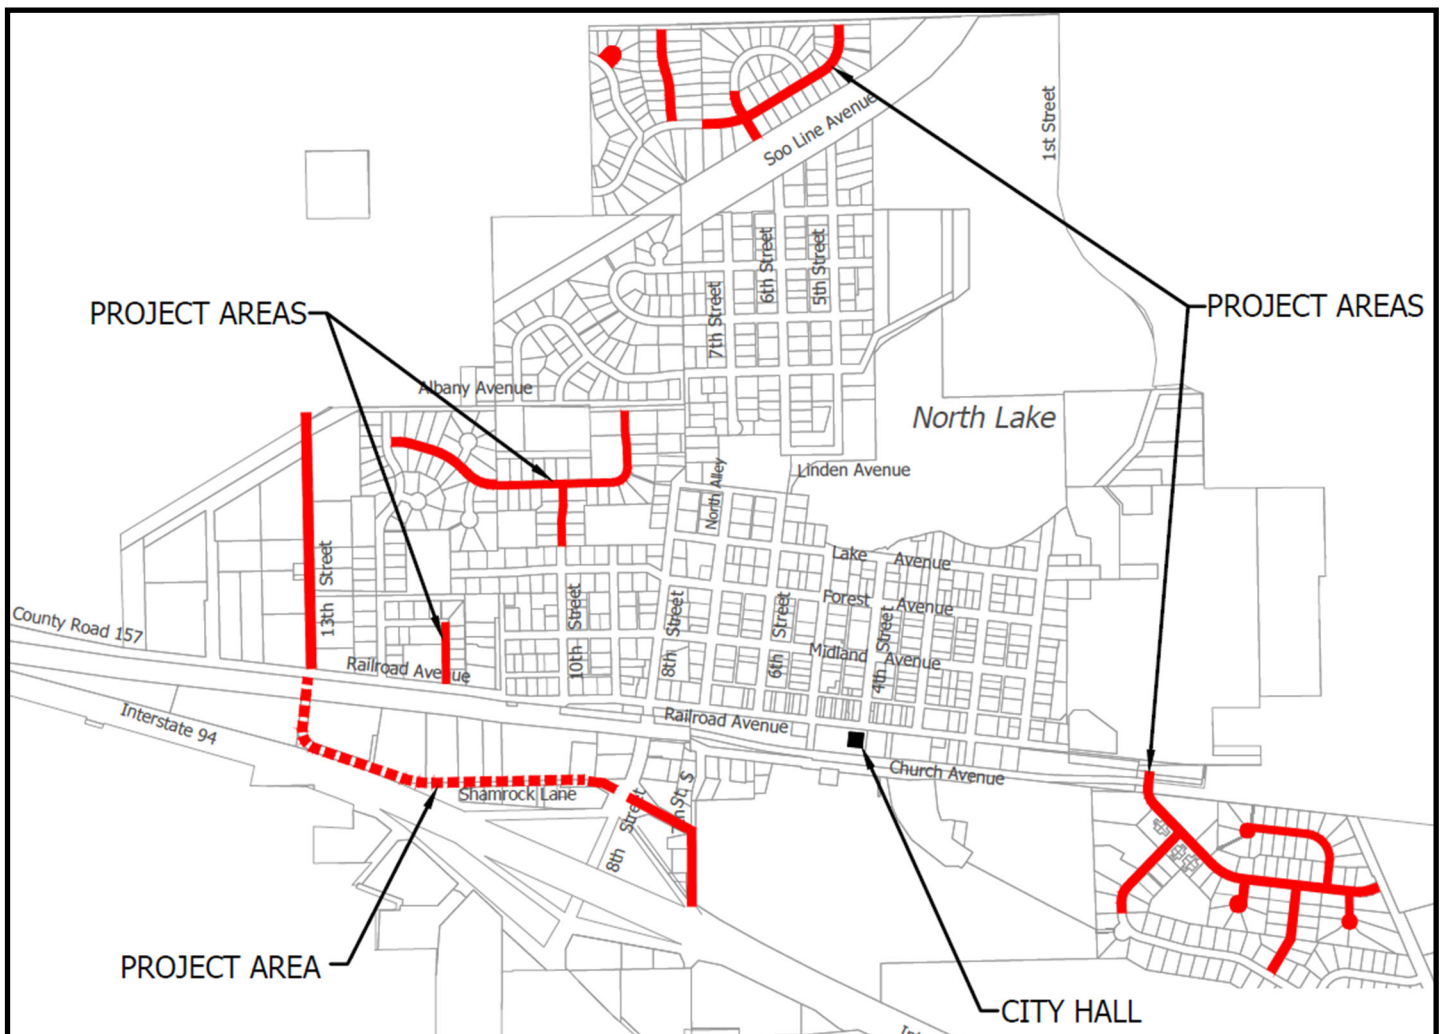 Soo Line Avenue
1st Street
6th Street
5th Street
7th Street
PROJECT AREAS
PROJECT AREAS
Albany Avenue
North Lake
Linden Avenue
North Alley
Lake Avenue
13th Street
Forest Avenue
10th Street
8th Street
6th Street
4th Street
County Road 157
Midland Avenue
Railroad Avenue
Interstate 94
Railroad Avenue
Church Avenue
Shamrock Lane
8th Street
St. S
PROJECT AREA
CITY HALL